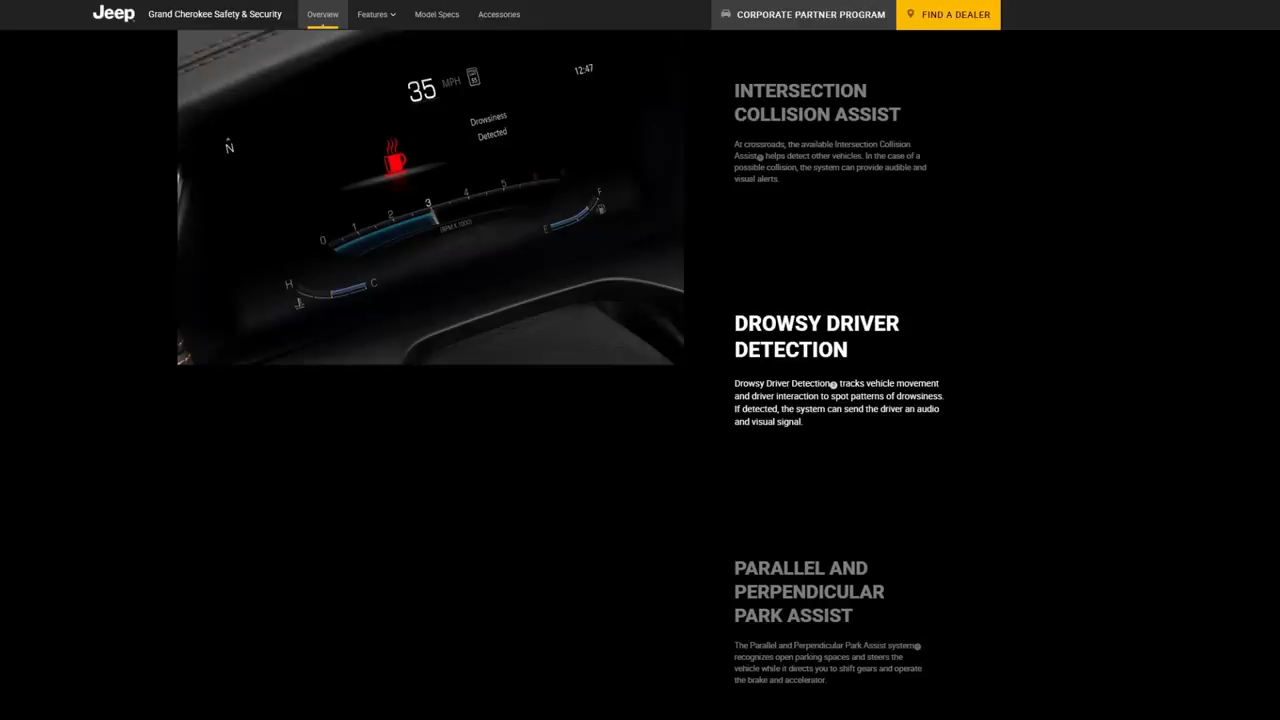 Jeep
Grand Cherokee Safety & Security
Overview
Features
Model Specs
Accessories
CORPORATE PARTNER PROGRAM
FIND A DEALER
35 MPH
12:47
Drowsiness
Detected
N
0 1 2 3 4 5
(RPM X 1000)
E F
H C
INTERSECTION
COLLISION ASSIST
At crossroads, the available Intersection Collision
Assist helps detect other vehicles. In the case of a
possible collision, the system can provide audible and
visual alerts.
DROWSY DRIVER
DETECTION
Drowsy Driver Detection tracks vehicle movement
and driver interaction to spot patterns of drowsiness.
If detected, the system can send the driver an audio
and visual signal.
PARALLEL AND
PERPENDICULAR
PARK ASSIST
The Parallel and Perpendicular Park Assist system
recognizes open parking spaces and steers the
vehicle while it directs you to shift gears and operate
the brake and accelerator.